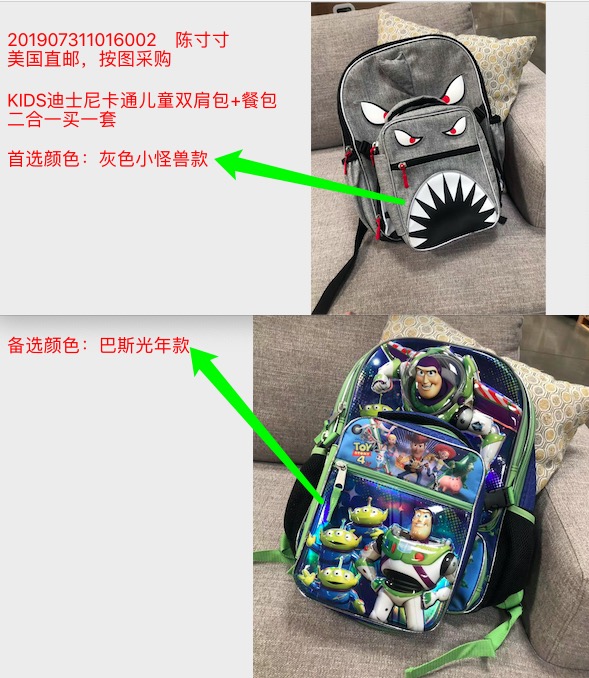 201907311016002 陈寸寸
美国直邮，按图采购
KIDS迪士尼卡通儿童双肩包+餐包
二合一买一套
首选颜色：灰色小怪兽款
备选颜色：巴斯光年款
TOY
STORY
4